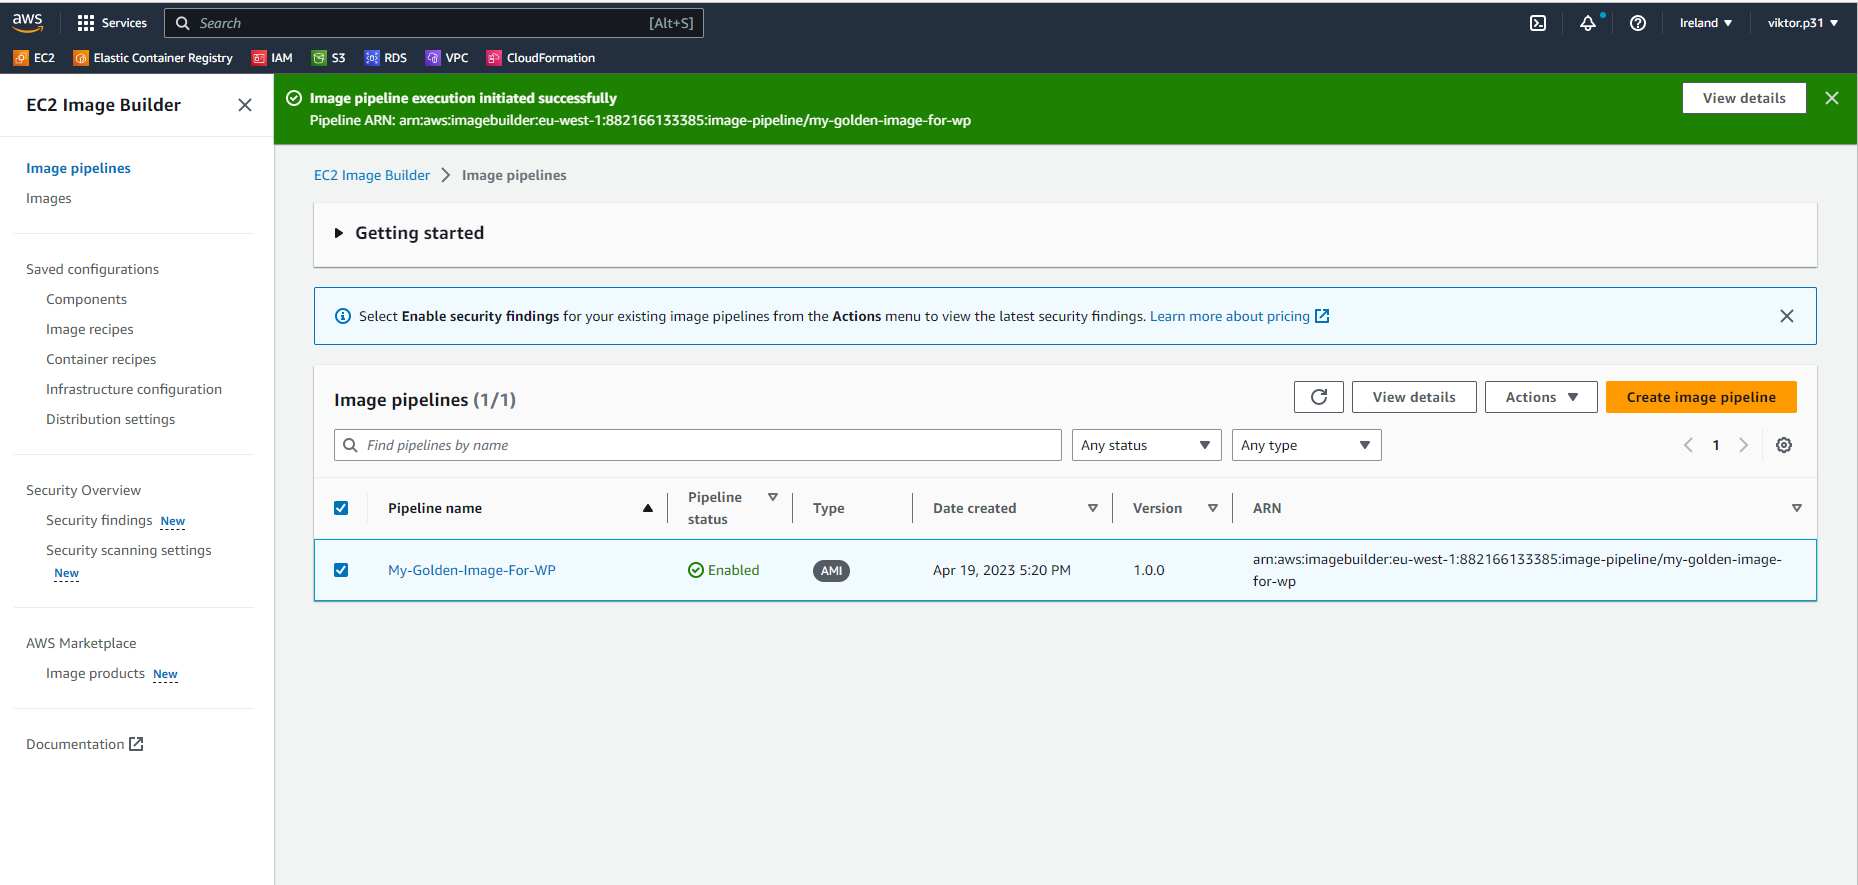 aws
Services
Search
[Alt+S]
Ireland
viktor.p31
EC2
Elastic Container Registry
IAM
S3
RDS
VPC
CloudFormation
EC2 Image Builder
Image pipelines
Images
Saved configurations
Components
Image recipes
Container recipes
Infrastructure configuration
Distribution settings
Security Overview
Security findings New
Security scanning settings
New
AWS Marketplace
Image products New
Documentation
Image pipeline execution initiated successfully
Pipeline ARN: arn:aws:imagebuilder:eu-west-1:882166133385:image-pipeline/my-golden-image-for-wp
View details
EC2 Image Builder
Image pipelines
Getting started
Select Enable security findings for your existing image pipelines from the Actions menu to view the latest security findings. Learn more about pricing
Image pipelines (1/1)
View details
Actions
Create image pipeline
Find pipelines by name
Any status
Any type
1
Pipeline name
Pipeline
status
Type
Date created
Version
ARN
My-Golden-Image-For-WP
Enabled
AMI
Apr 19, 2023 5:20 PM
1.0.0
arn:aws:imagebuilder:eu-west-1:882166133385:image-pipeline/my-golden-image-
for-wp